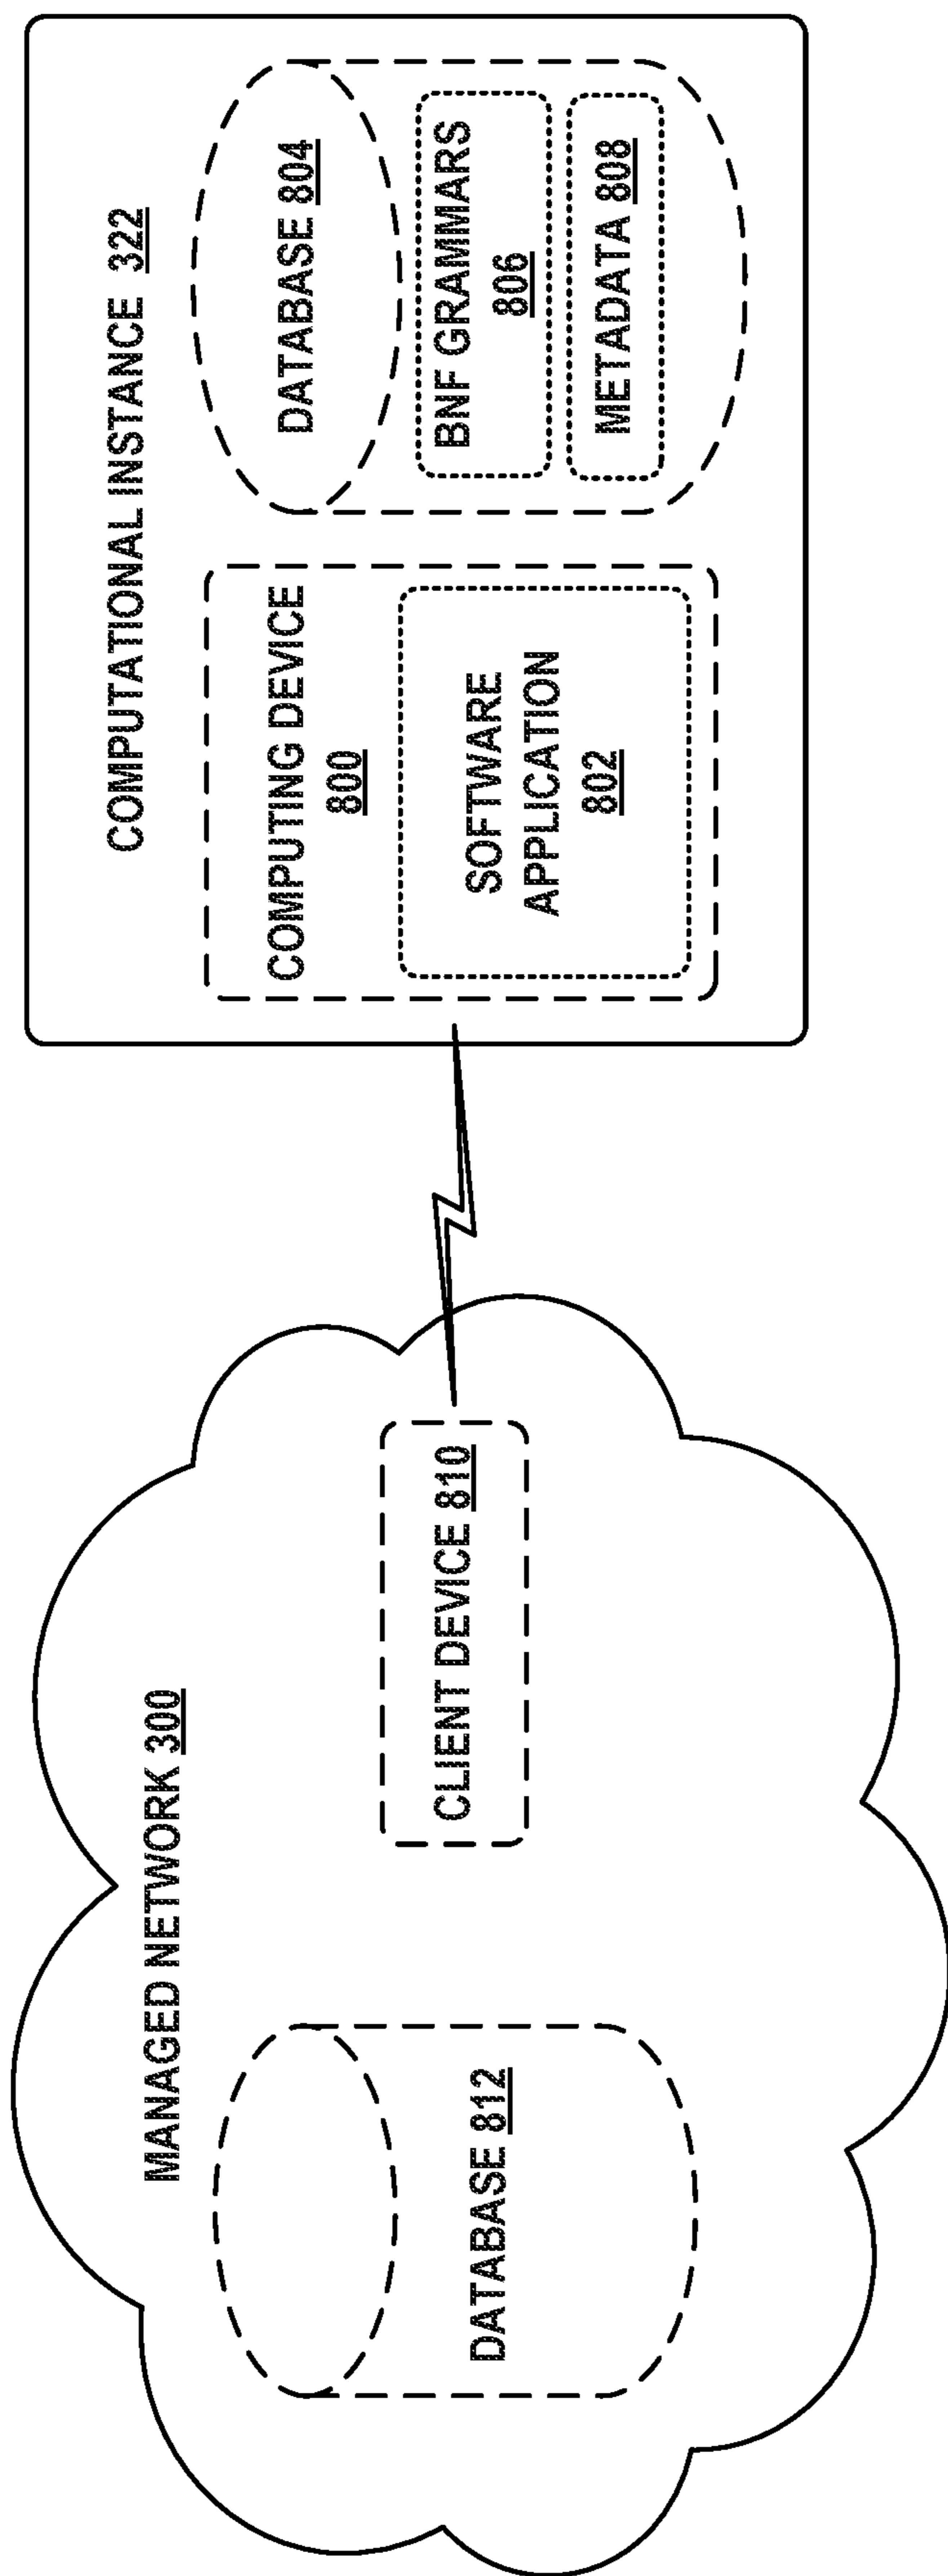 MANAGED NETWORK 300
DATABASE 812
CLIENT DEVICE 810
COMPUTATIONAL INSTANCE 322
COMPUTING DEVICE
800
SOFTWARE
APPLICATION
802
DATABASE 804
BNF GRAMMARS
806
METADATA 808